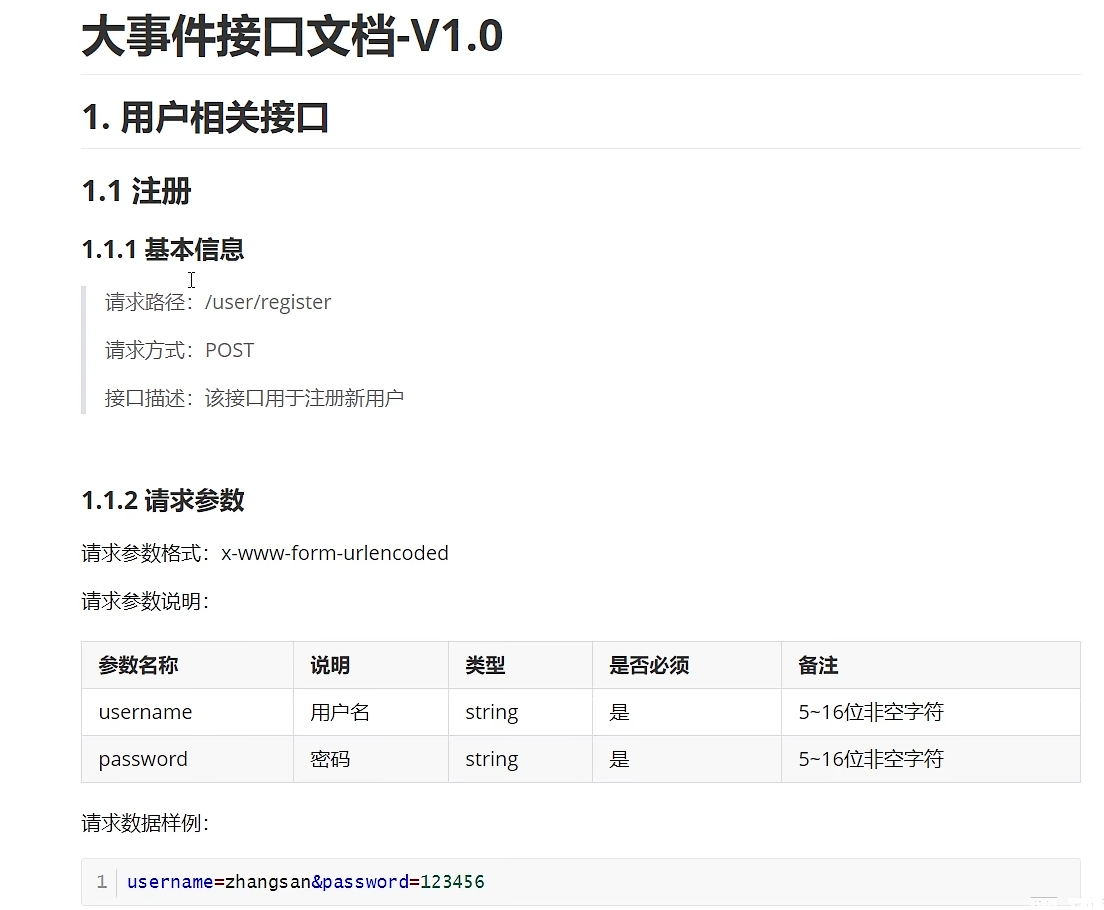 大事件接口文档-V1.0
1. 用户相关接口
1.1 注册
1.1.1 基本信息
请求路径：/user/register
请求方式：POST
接口描述：该接口用于注册新用户
1.1.2 请求参数
请求参数格式：x-www-form-urlencoded
请求参数说明：
参数名称 说明 类型 是否必须 备注
username 用户名 string 是 5~16位非空字符
password 密码 string 是 5~16位非空字符
请求数据样例：
1 username=zhangsan&password=123456